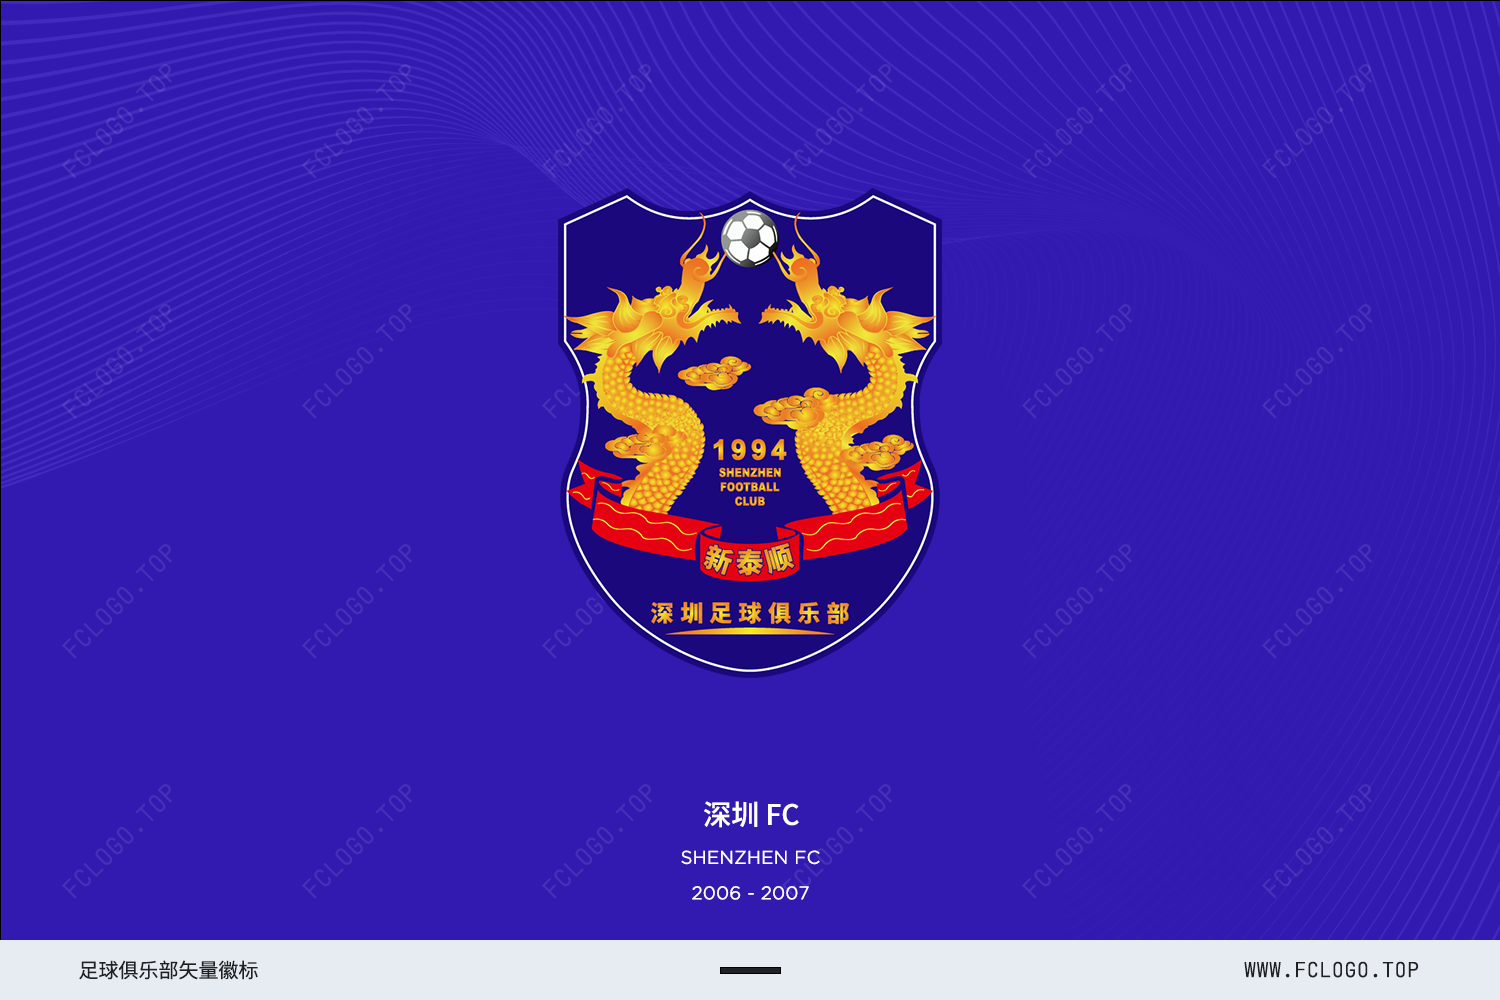 1994
SHENZHEN
FOOTBALL
CLUB
新泰顺
深圳足球俱乐部
深圳 FC
SHENZHEN FC
2006 - 2007
足球俱乐部矢量徽标
WWW.FCLOGO.TOP
FCLOGO.TOP FCLOGO.TOP FCLOGO.TOP FCLOGO.TOP FCLOGO.TOP FCLOGO.TOP